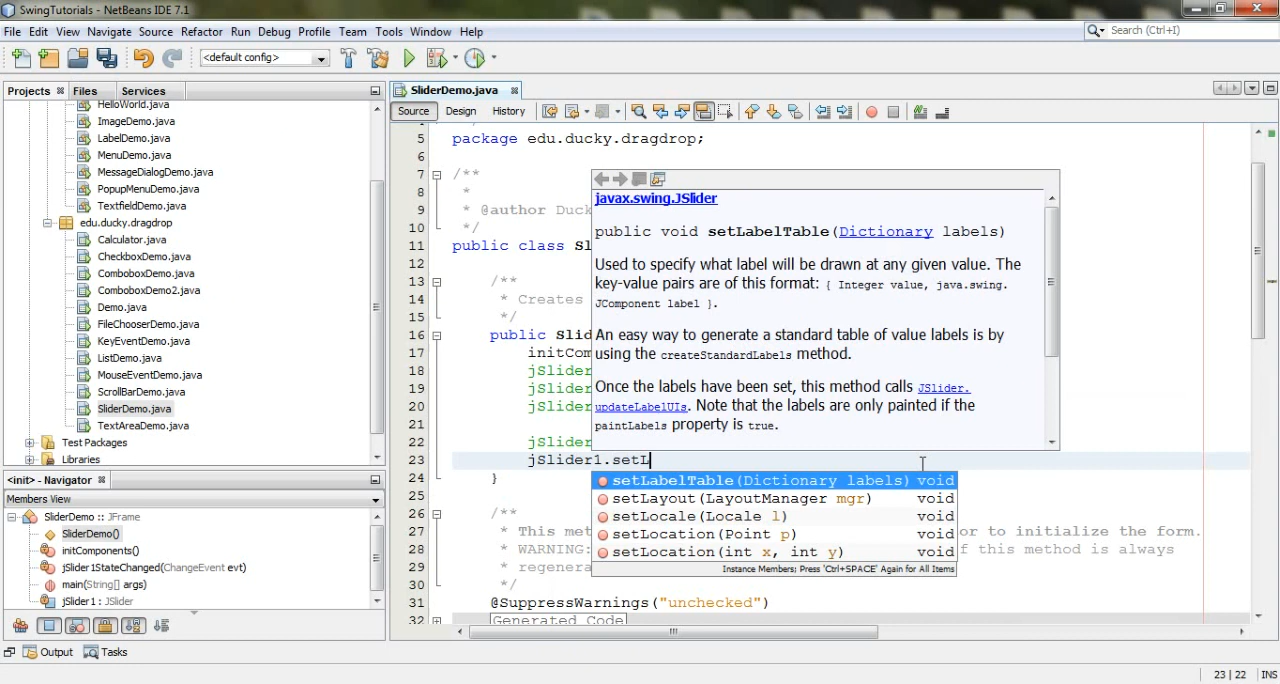 SwingTutorials - NetBeans IDE 7.1
File Edit View Navigate Source Refactor Run Debug Profile Team Tools Window Help
Search (Ctrl+I)
<default config>
Projects Files Services
HelloWorld.java
ImageDemo.java
LabelDemo.java
MenuDemo.java
MessageDialogDemo.java
PopupMenuDemo.java
TextfieldDemo.java
edu.ducky.dragdrop
Calculator.java
CheckboxDemo.java
ComboboxDemo.java
ComboboxDemo2.java
Demo.java
FileChooserDemo.java
KeyEventDemo.java
ListDemo.java
MouseEventDemo.java
ScrollBarDemo.java
SliderDemo.java
TextAreaDemo.java
Test Packages
Libraries
<init> - Navigator
Members View
SliderDemo :: JFrame
SliderDemo()
initComponents()
jSlider1StateChanged(ChangeEvent evt)
main(String[] args)
jSlider1 : JSlider
Output Tasks
SliderDemo.java
Source Design History
5 package edu.ducky.dragdrop;
6
7 /**
8 *
9 * @author Duck
10 */
11 public class Sl
12
13 /**
14 * Creates
15 */
16 public Slid
17 initCom
18 jSlider
19 jSlider
20 jSlider
21
22 jSlider
23 jSlider1.setL
24 }
25
26 /**
27 * This met or to initialize the form.
28 * WARNING: f this method is always
29 * regenera
30 */
31 @SuppressWarnings("unchecked")
Generated Code
javax.swing.JSlider
public void setLabelTable(Dictionary labels)
Used to specify what label will be drawn at any given value. The
key-value pairs are of this format: { Integer value, java.swing.
JComponent label }.
An easy way to generate a standard table of value labels is by
using the createStandardLabels method.
Once the labels have been set, this method calls JSlider.
updateLabelUIs. Note that the labels are only painted if the
paintLabels property is true.
setLabelTable(Dictionary labels) void
setLayout(LayoutManager mgr) void
setLocale(Locale l) void
setLocation(Point p) void
setLocation(int x, int y) void
Instance Members; Press 'Ctrl+SPACE' Again for All Items
23 | 22 INS